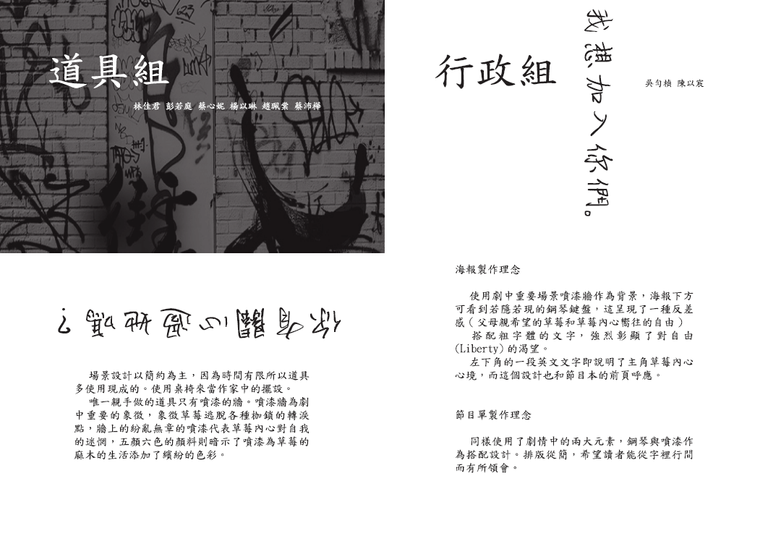 道具組
林佳君 彭若庭 蔡心妮 楊以琳 趙珮棠 蔡沛樺
你有關心過她嗎？
場景設計以簡約為主，因為時間有限所以道具
多使用現成的。使用桌椅來當作家中的擺設。
唯一親手做的道具只有噴漆的牆。噴漆牆為劇
中重要的象徵，象徵草莓逃脫各種枷鎖的轉淚
點，牆上的紛亂無章的噴漆代表草莓內心對自我
的迷惘，五顏六色的顏料則暗示了噴漆為草莓的
麻木的生活添加了繽紛的色彩。
行政組
吳勻楨 陳以宸
我想加入你們。
海報製作理念
使用劇中重要場景噴漆牆作為背景，海報下方
可看到若隱若現的鋼琴鍵盤，這呈現了一種反差
感（父母親希望的草莓和草莓內心嚮往的自由）
搭配粗字體的文字，強烈彰顯了對自由
(Liberty) 的渴望。
左下角的一段英文文字即說明了主角草莓內心
心境，而這個設計也和節目本的前頁呼應。
節目單製作理念
同樣使用了劇情中的兩大元素，鋼琴與噴漆作
為搭配設計。排版從簡，希望讀者能從字裡行間
而有所領會。